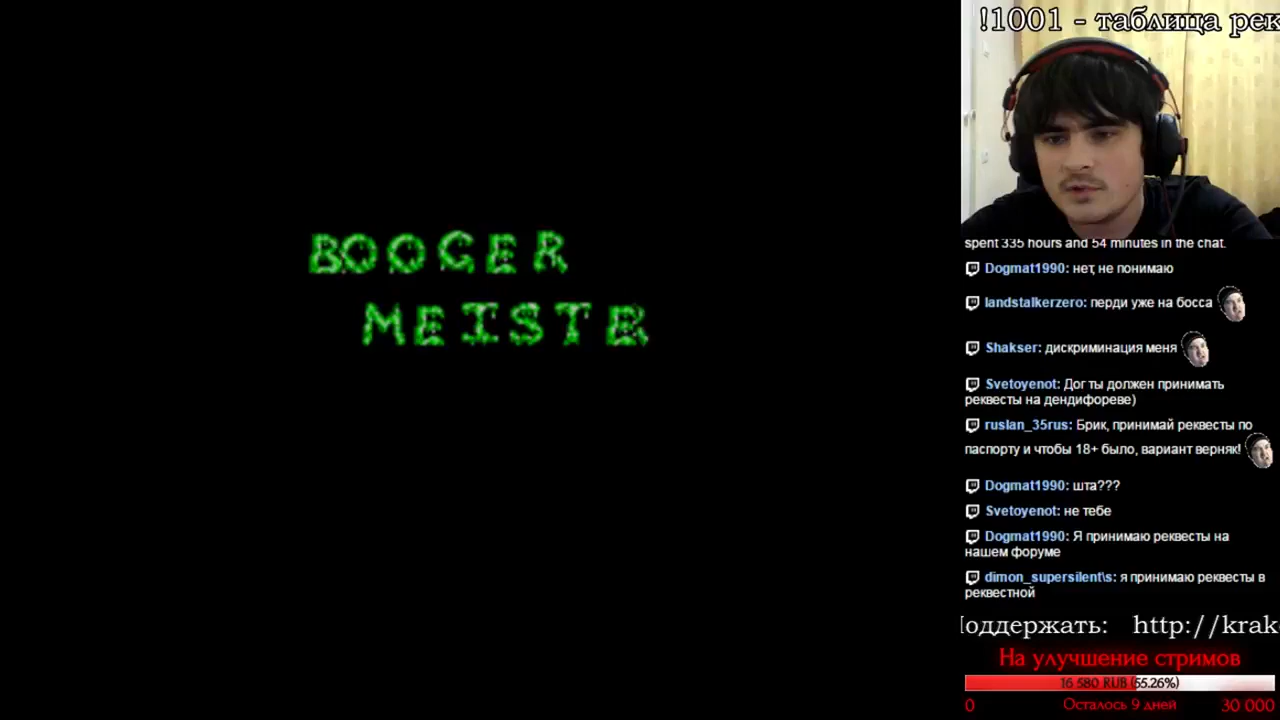 !1001 - таблица рек
BOOGER
MEISTER
spent 335 hours and 54 minutes in the chat.
Dogmat1990: нет, не понимаю
landstalkerzero: перди уже на босса
Shakser: дискриминация меня
Svetoyenot: Дог ты должен принимать
реквесты на дендифореве)
ruslan_35rus: Брик, принимай реквесты по
паспорту и чтобы 18+ было, вариант верняк!
Dogmat1990: шта???
Svetoyenot: не тебе
Dogmat1990: Я принимаю реквесты на
нашем форуме
dimon_supersilent\s: я принимаю реквесты в
реквестной
Поддержать: http://krak
На улучшение стримов
16 580 RUB (55.26%)
0 Осталось 9 дней 30 000